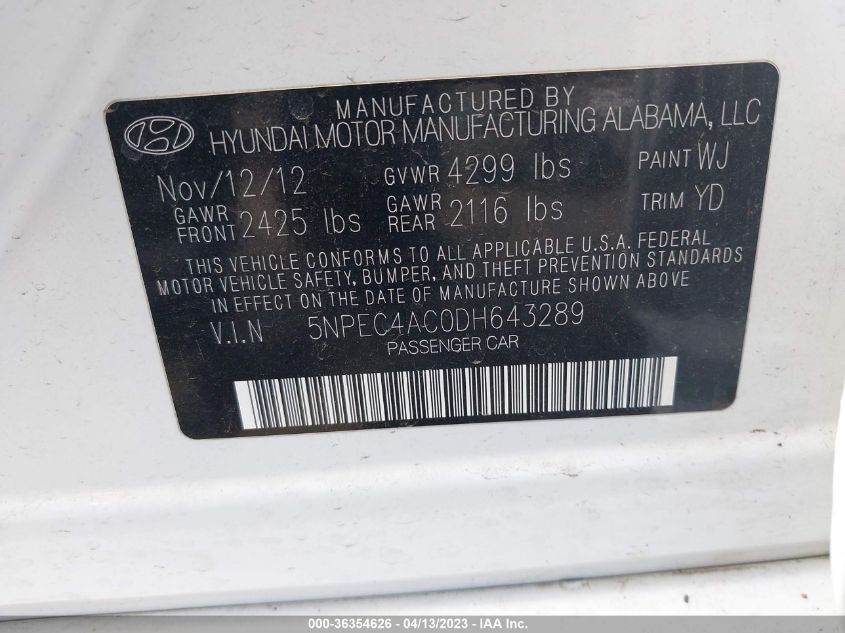 MANUFACTURED BY
HYUNDAI MOTOR MANUFACTURING ALABAMA, LLC
Nov/12/12 GVWR 4299 lbs PAINT WJ
GAWR FRONT 2425 lbs GAWR REAR 2116 lbs TRIM YD
THIS VEHICLE CONFORMS TO ALL APPLICABLE U.S.A. FEDERAL
MOTOR VEHICLE SAFETY, BUMPER, AND THEFT PREVENTION STANDARDS
IN EFFECT ON THE DATE OF MANUFACTURE SHOWN ABOVE
V.I.N 5NPEC4AC0DH643289
PASSENGER CAR
000-36354626 - 04/13/2023 - IAA Inc.